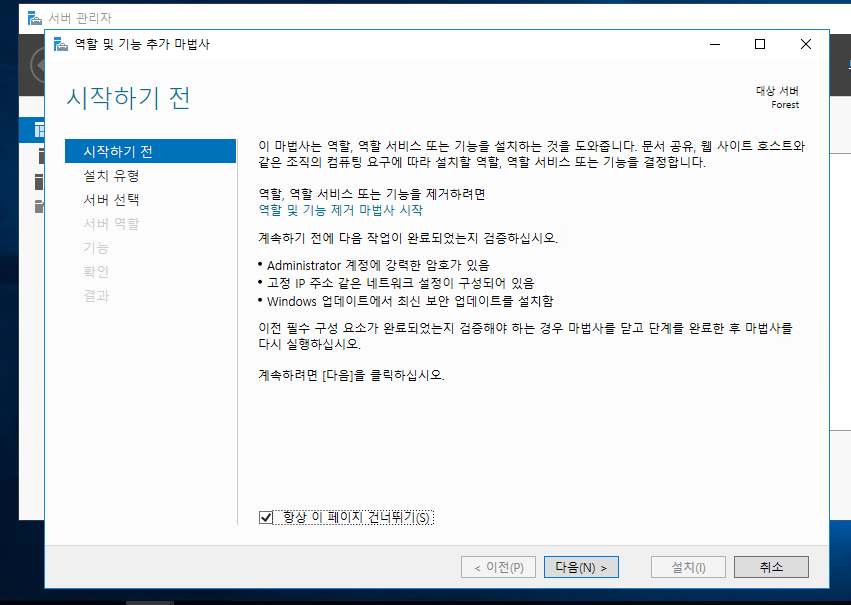 서버 관리자
역할 및 기능 추가 마법사
시작하기 전
대상 서버
Forest
시작하기 전
설치 유형
서버 선택
서버 역할
기능
확인
결과
이 마법사는 역할, 역할 서비스 또는 기능을 설치하는 것을 도와줍니다. 문서 공유, 웹 사이트 호스트와
같은 조직의 컴퓨팅 요구에 따라 설치할 역할, 역할 서비스 또는 기능을 결정합니다.
역할, 역할 서비스 또는 기능을 제거하려면
역할 및 기능 제거 마법사 시작
계속하기 전에 다음 작업이 완료되었는지 검증하십시오.
• Administrator 계정에 강력한 암호가 있음
• 고정 IP 주소 같은 네트워크 설정이 구성되어 있음
• Windows 업데이트에서 최신 보안 업데이트를 설치함
이전 필수 구성 요소가 완료되었는지 검증해야 하는 경우 마법사를 닫고 단계를 완료한 후 마법사를
다시 실행하십시오.
계속하려면 [다음]을 클릭하십시오.
항상 이 페이지 건너뛰기(S)
< 이전(P)
다음(N) >
설치(I)
취소